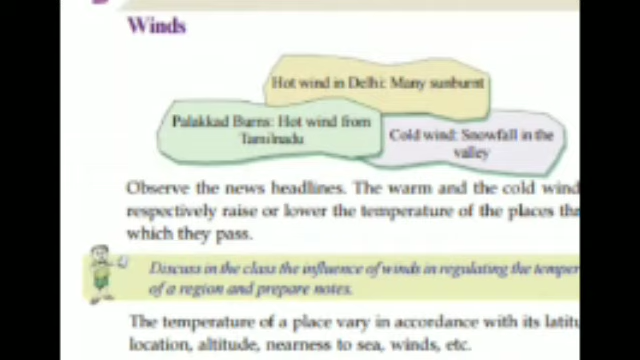 Winds
Hot wind in Delhi: Many sunburnt
Palakkad Burns: Hot wind from
Tamilnadu
Cold wind: Snowfall in the
valley
Observe the news headlines. The warm and the cold wind
respectively raise or lower the temperature of the places
which they pass.
Discuss in the class the influence of winds in regulating the
of a region and prepare notes.
The temperature of a place vary in accordance with its
location, altitude, nearness to sea, winds, etc.